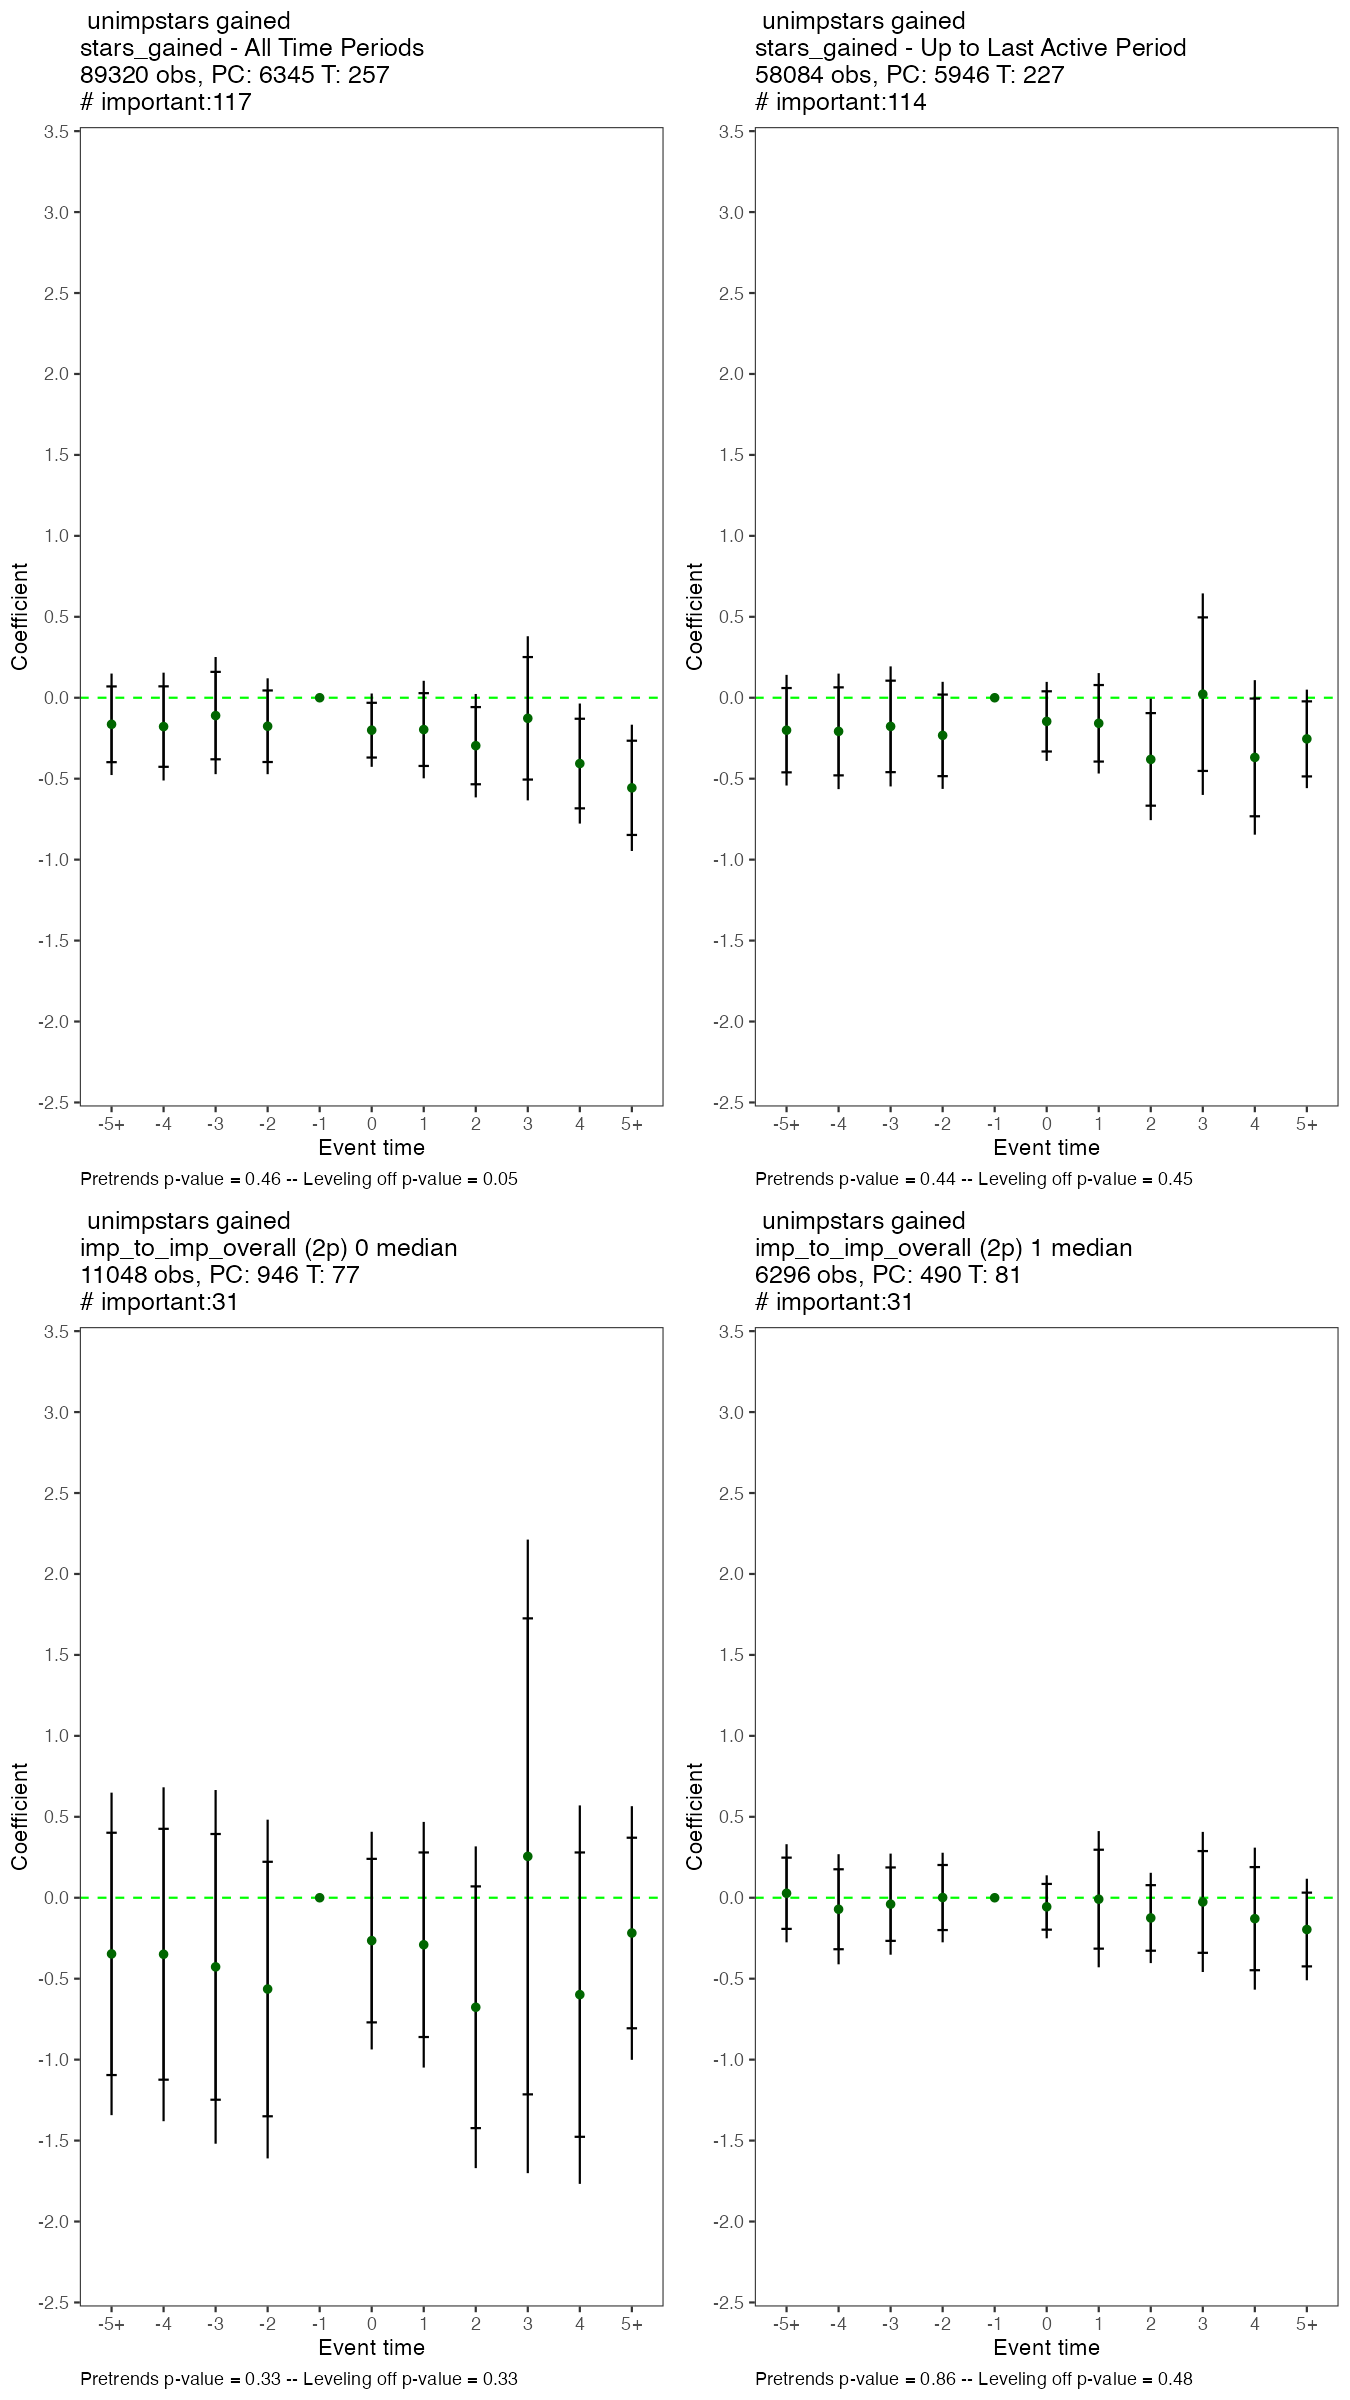 unimpstars gained
stars_gained - All Time Periods
89320 obs, PC: 6345 T: 257
# important:117
3.5
3.0
2.5
2.0
1.5
1.0
0.5
0.0
-0.5
-1.0
-1.5
-2.0
-2.5
Coefficient
-5+ -4 -3 -2 -1 0 1 2 3 4 5+
Event time
Pretrends p-value = 0.46 -- Leveling off p-value = 0.05
unimpstars gained
stars_gained - Up to Last Active Period
58084 obs, PC: 5946 T: 227
# important:114
3.5
3.0
2.5
2.0
1.5
1.0
0.5
0.0
-0.5
-1.0
-1.5
-2.0
-2.5
Coefficient
-5+ -4 -3 -2 -1 0 1 2 3 4 5+
Event time
Pretrends p-value = 0.44 -- Leveling off p-value = 0.45
unimpstars gained
imp_to_imp_overall (2p) 0 median
11048 obs, PC: 946 T: 77
# important:31
3.5
3.0
2.5
2.0
1.5
1.0
0.5
0.0
-0.5
-1.0
-1.5
-2.0
-2.5
Coefficient
-5+ -4 -3 -2 -1 0 1 2 3 4 5+
Event time
Pretrends p-value = 0.33 -- Leveling off p-value = 0.33
unimpstars gained
imp_to_imp_overall (2p) 1 median
6296 obs, PC: 490 T: 81
# important:31
3.5
3.0
2.5
2.0
1.5
1.0
0.5
0.0
-0.5
-1.0
-1.5
-2.0
-2.5
Coefficient
-5+ -4 -3 -2 -1 0 1 2 3 4 5+
Event time
Pretrends p-value = 0.86 -- Leveling off p-value = 0.48